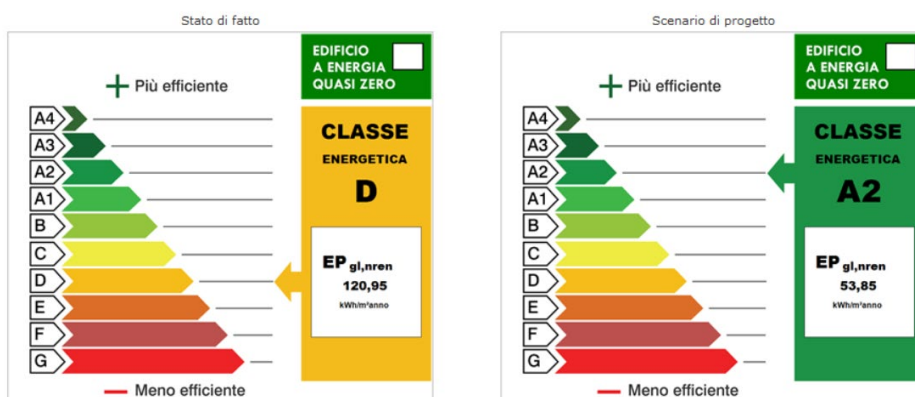 Stato di fatto
EDIFICIO
A ENERGIA
QUASI ZERO
Più efficiente
A4
A3
A2
A1
B
C
D
E
F
G
Meno efficiente
CLASSE
ENERGETICA
D
EP gl,nren
120,95
kWh/m²anno
Scenario di progetto
EDIFICIO
A ENERGIA
QUASI ZERO
Più efficiente
A4
A3
A2
A1
B
C
D
E
F
G
Meno efficiente
CLASSE
ENERGETICA
A2
EP gl,nren
53,85
kWh/m²anno